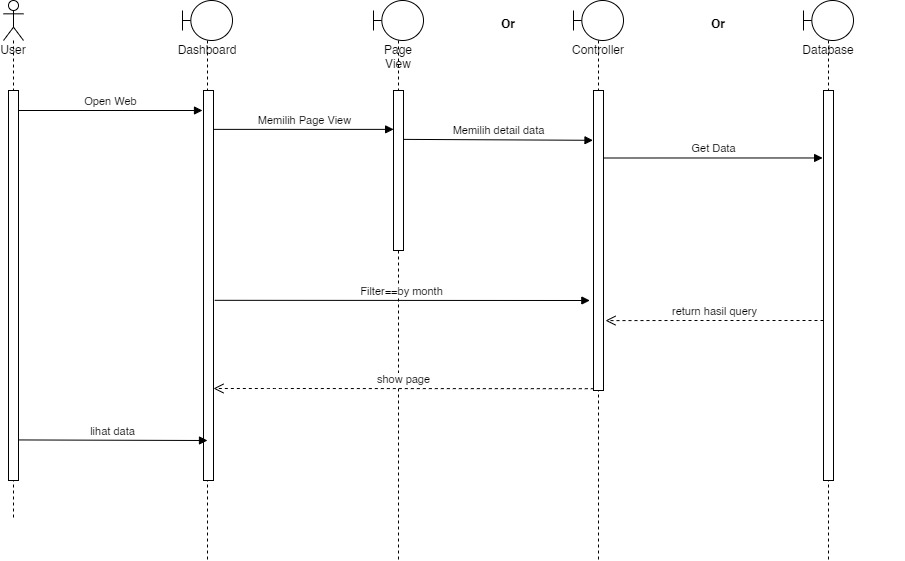 User
Dashboard
Page
View
Or
Controller
Or
Database
Open Web
Memilih Page View
Memilih detail data
Get Data
Filter==by month
return hasil query
show page
lihat data